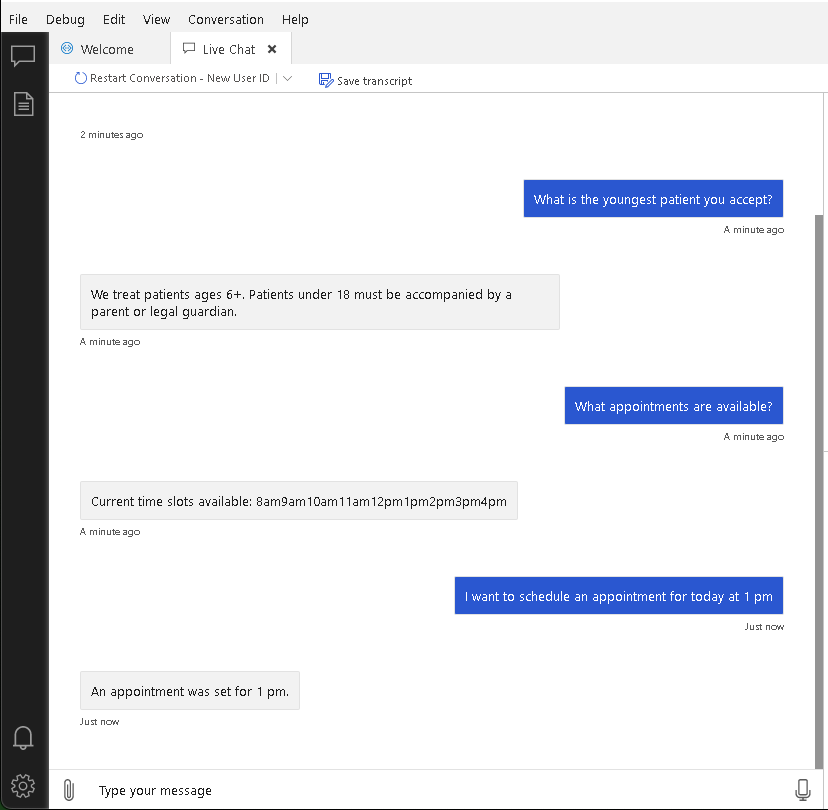 File Debug Edit View Conversation Help
Welcome Live Chat
Restart Conversation - New User ID Save transcript
2 minutes ago
What is the youngest patient you accept?
A minute ago
We treat patients ages 6+. Patients under 18 must be accompanied by a
parent or legal guardian.
A minute ago
What appointments are available?
A minute ago
Current time slots available: 8am9am10am11am12pm1pm2pm3pm4pm
A minute ago
I want to schedule an appointment for today at 1 pm
Just now
An appointment was set for 1 pm.
Just now
Type your message